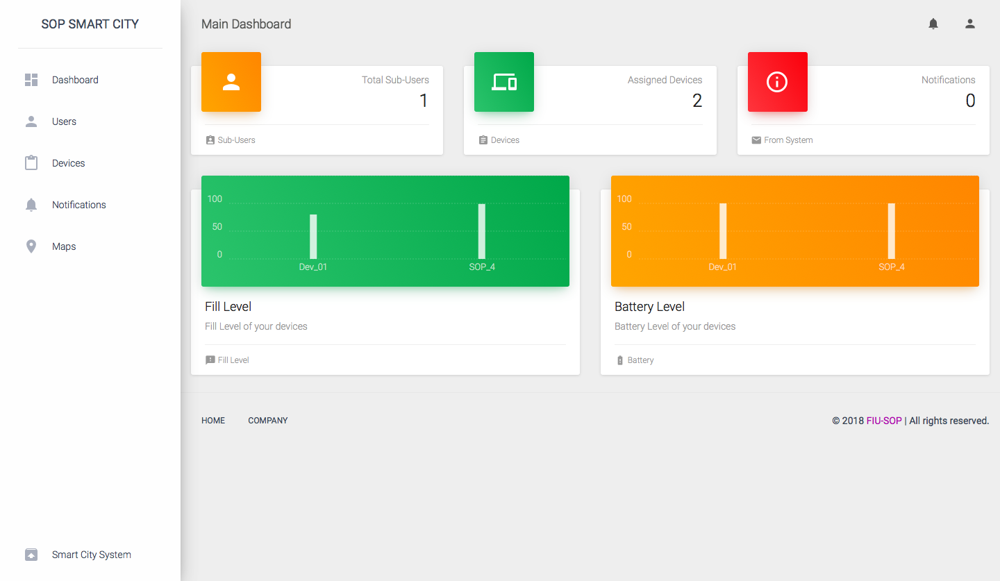 SOP SMART CITY
Dashboard
Users
Devices
Notifications
Maps
Smart City System
Main Dashboard
Total Sub-Users
1
Sub-Users
Assigned Devices
2
Devices
Notifications
0
From System
100
50
0
Dev_01 SOP_4
Fill Level
Fill Level of your devices
Fill Level
100
50
0
Dev_01 SOP_4
Battery Level
Battery Level of your devices
Battery
HOME COMPANY
© 2018 FIU-SOP | All rights reserved.